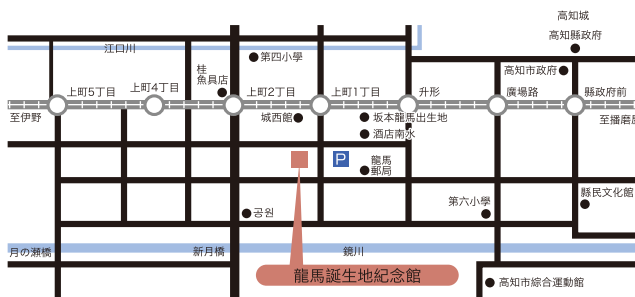 高知城
高知縣政府
江口川
第四小學
高知市政府
桂
魚具店
上町5丁目
上町4丁目
上町2丁目
上町1丁目
升形
廣場路
縣政府前
至伊野
城西館
坂本龍馬出生地
至播磨屋
酒店南水
P
龍馬
郵局
縣民文化館
第六小學
공원
月の瀬橋
新月橋
鏡川
龍馬誕生地紀念館
高知市綜合運動館